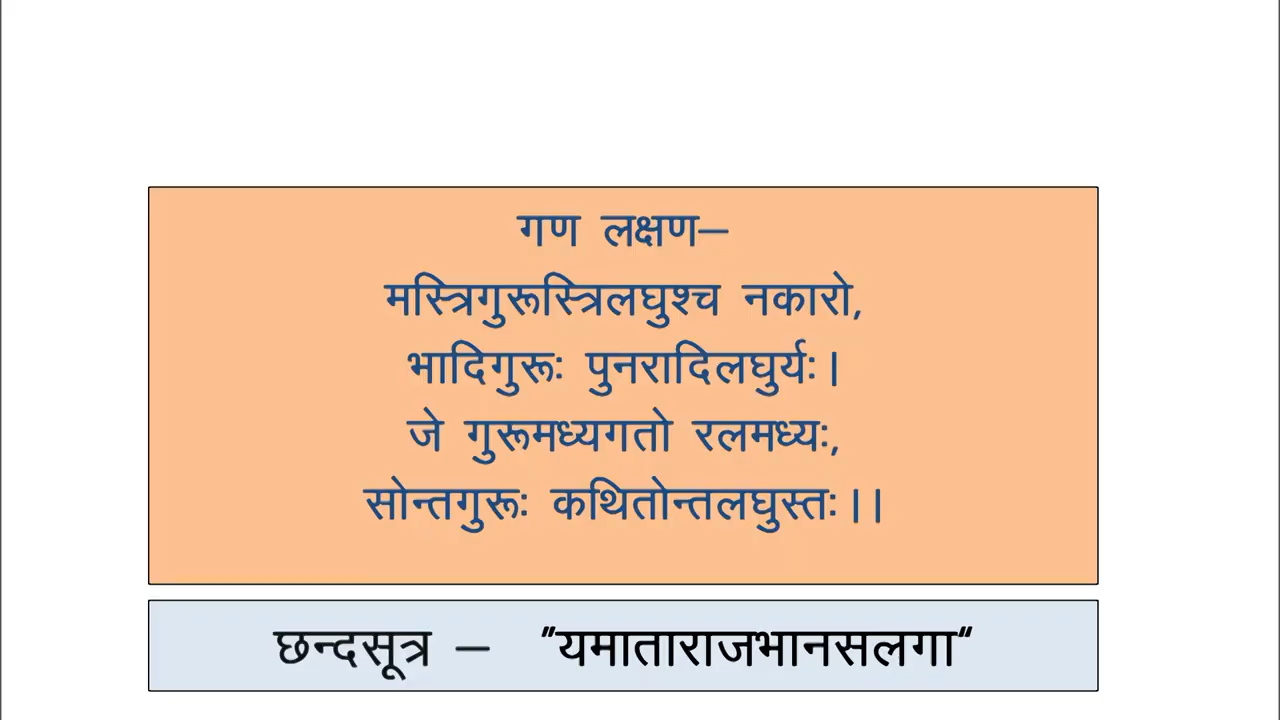 गण लक्षण–
मस्त्रिगुरूस्त्रिलघुश्च नकारो,
भादिगुरूः पुनरादिलघुर्यः।
जे गुरूमध्यगतो रलमध्यः,
सोन्तगुरूः कथितोन्तलघुस्तः।।
छन्दसूत्र – "यमाताराजभानसलगा"